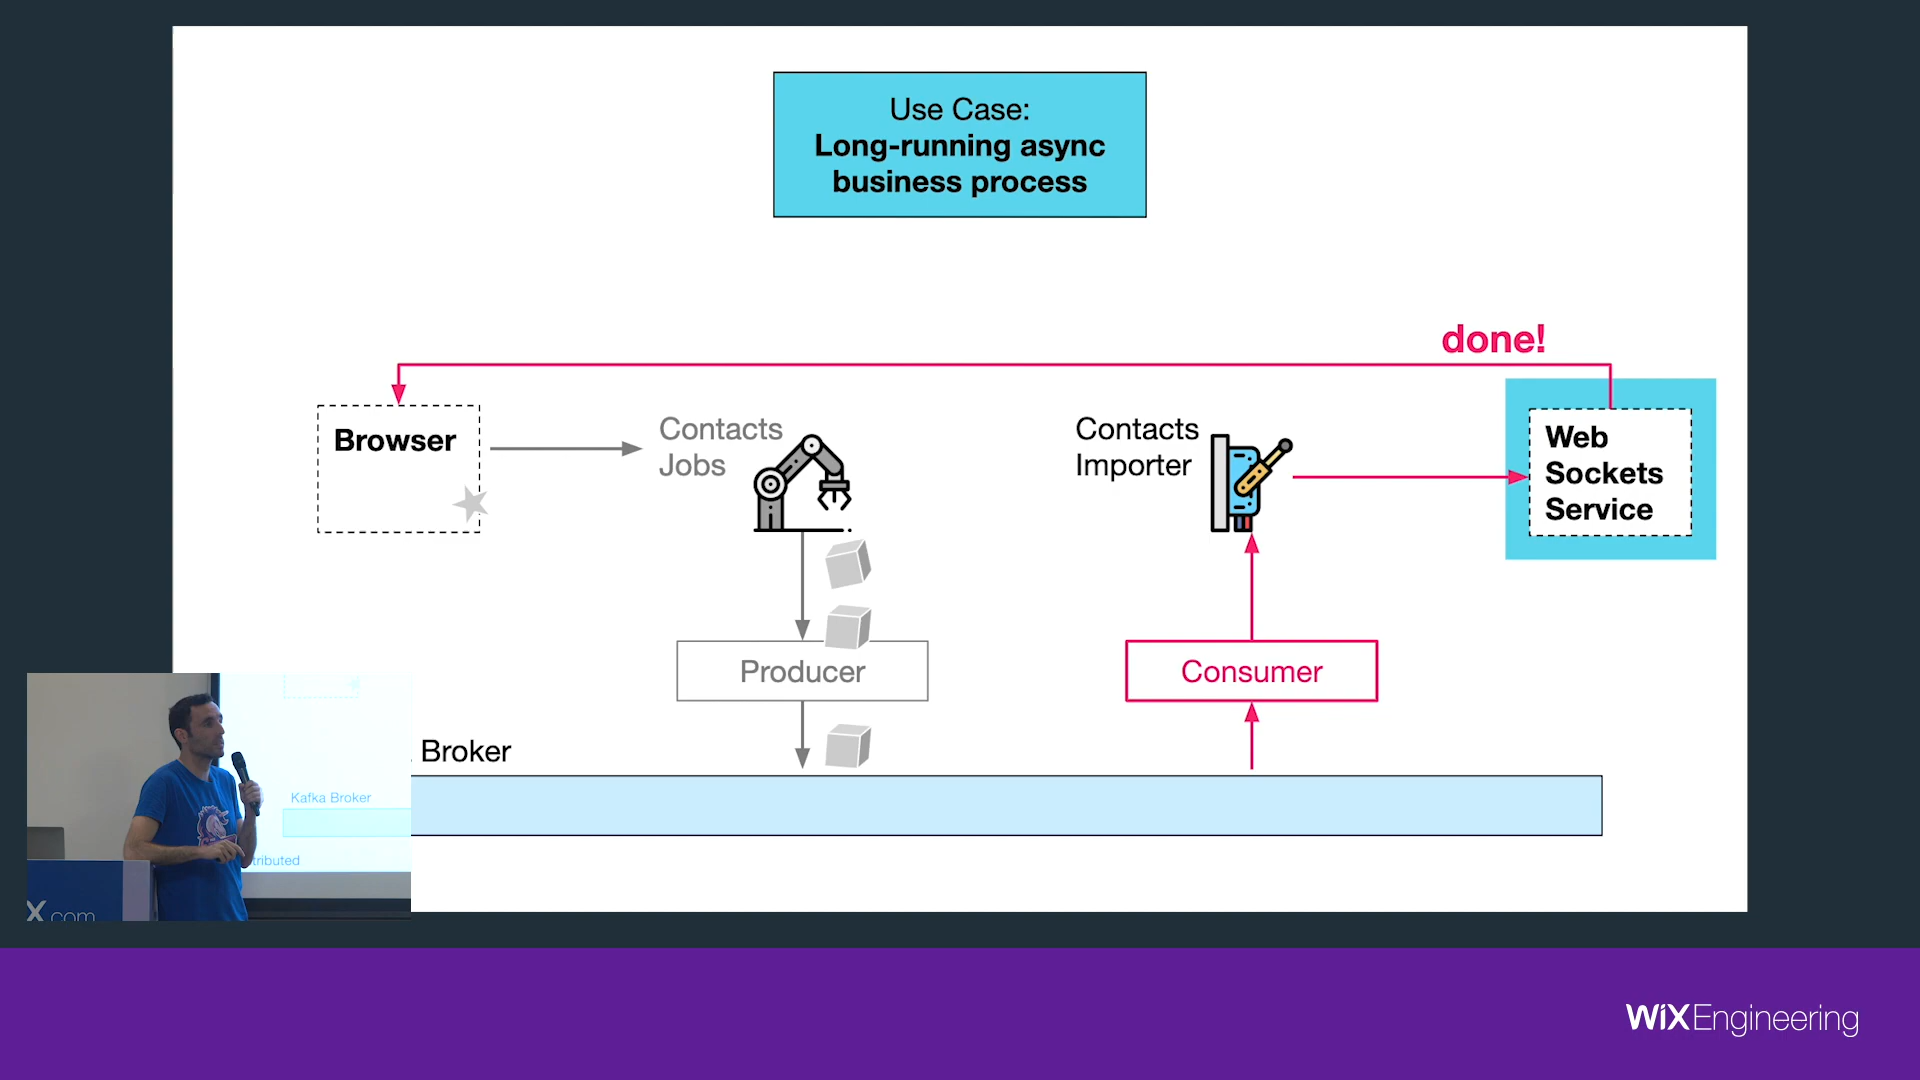 Use Case:
Long-running async
business process
done!
Browser
Contacts
Jobs
Contacts
Importer
Web
Sockets
Service
Producer
Consumer
Broker
Kafka Broker
tributed
X.com
WiX Engineering